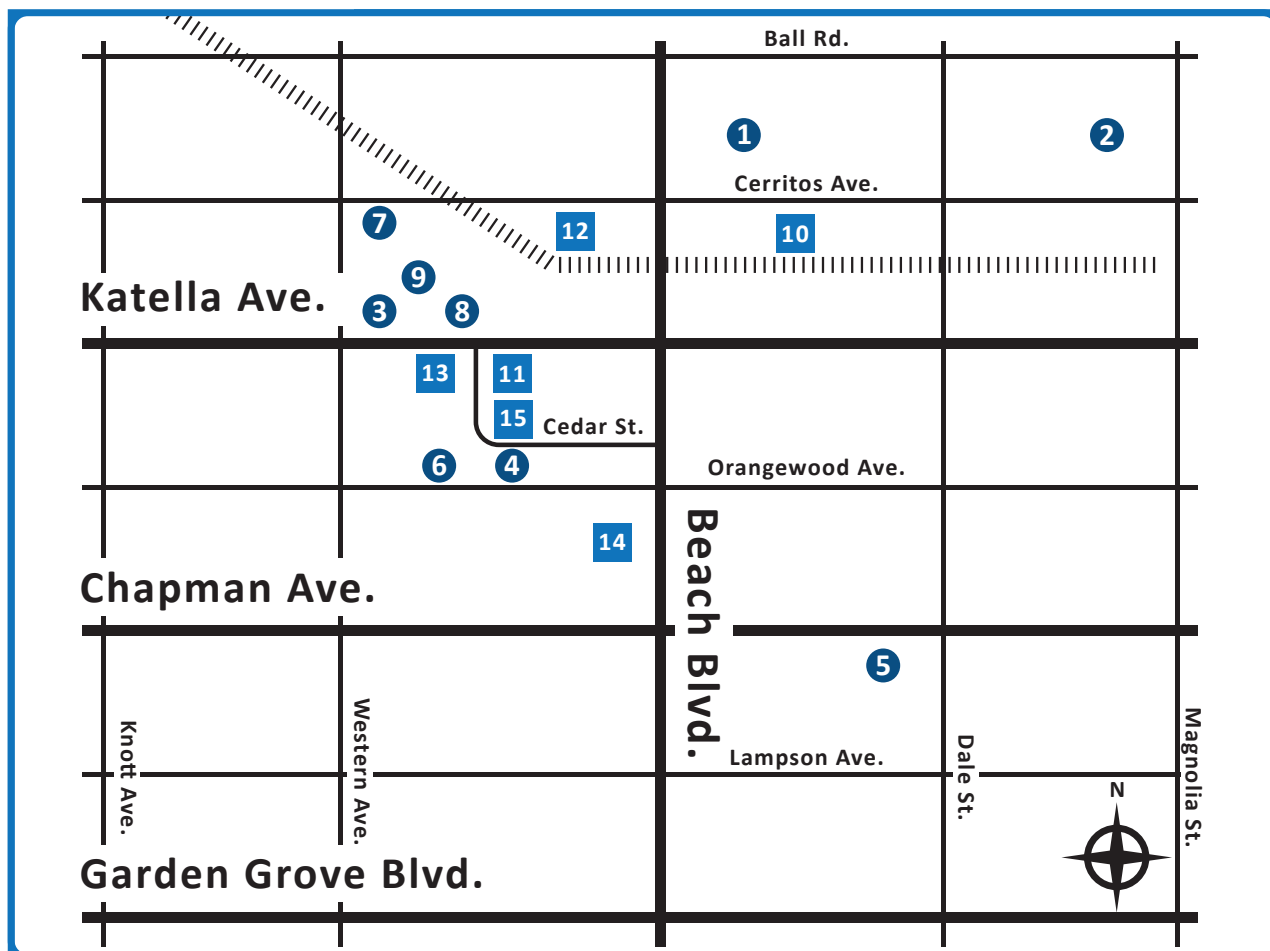 Ball Rd.
1
2
Cerritos Ave.
7
12
10
9
Katella Ave.
3
8
13
11
15
Cedar St.
6
4
Orangewood Ave.
14
Beach Blvd.
Chapman Ave.
5
Knott Ave.
Western Ave.
Lampson Ave.
Dale St.
Magnolia St.
N
Garden Grove Blvd.